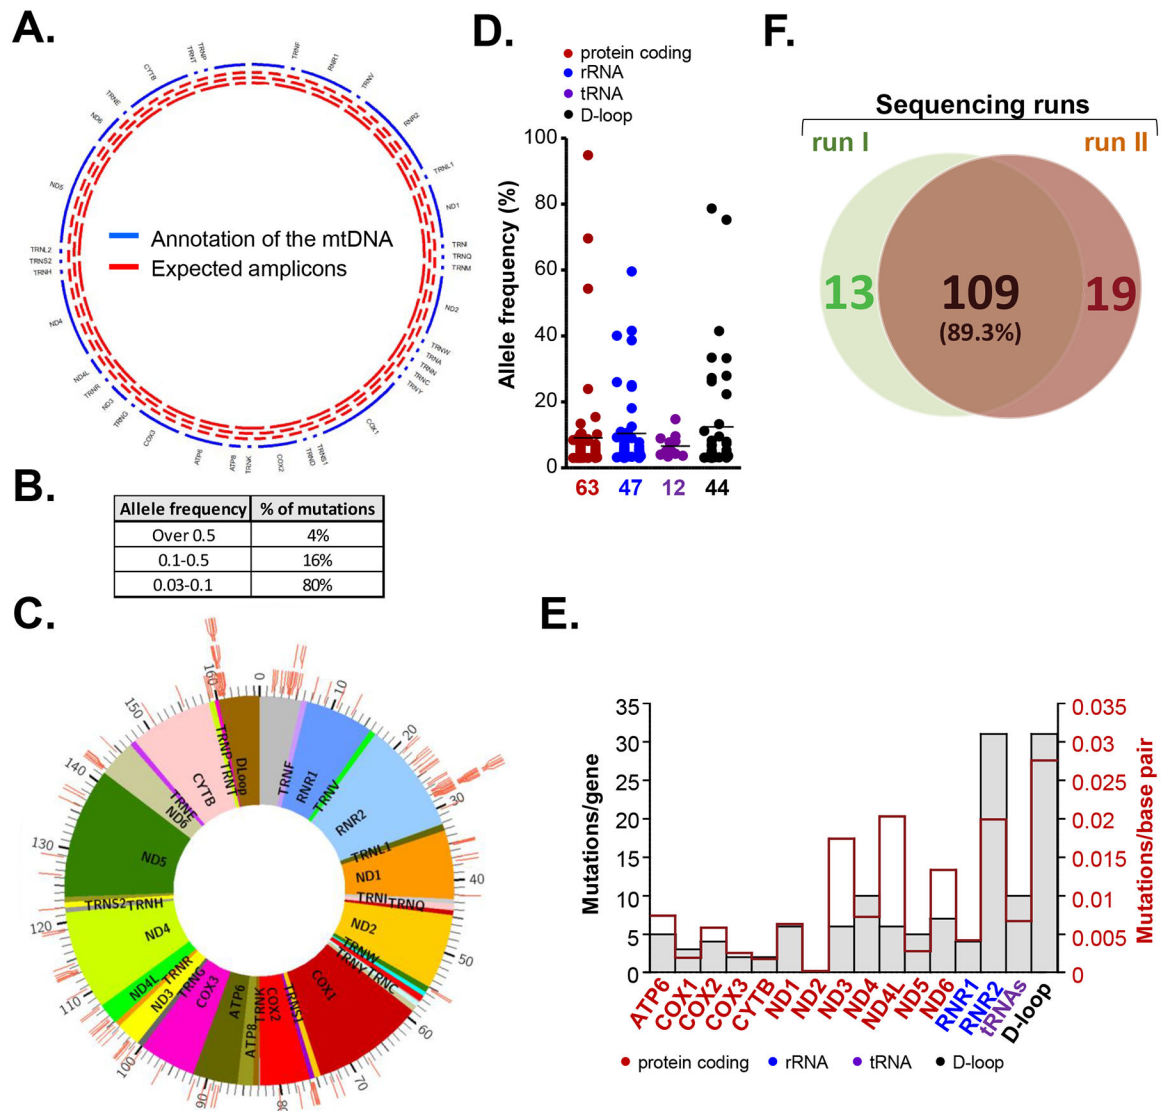 A.
TRNF
RNR1
TRNV
RNR2
TRNL1
ND1
TRNI
TRNQ
TRNM
ND2
TRNW
TRNA
TRNN
TRNC
TRNY
COX1
TRNS1
TRND
COX2
TRNK
ATP8
ATP6
COX3
TRNG
ND3
TRNR
ND4L
ND4
TRNH
TRNS2
TRNL2
ND5
ND6
TRNE
CYTB
TRNT
TRNP
Annotation of the mtDNA
Expected amplicons
B.
Allele frequency % of mutations
Over 0.5 4%
0.1-0.5 16%
0.03-0.1 80%
C.
0
10
20
30
40
50
60
70
80
90
100
110
120
130
140
150
160
DLoop
TRNF
RNR1
TRNV
RNR2
TRNL1
ND1
TRNI TRNQ
ND2
TRNW
TRNY TRNC
COX1
TRNS1
COX2
TRNK
ATP8
ATP6
COX3
TRNG
ND3
TRNR
ND4L
ND4
TRNS2 TRNH
ND5
ND6
TRNE
CYTB
TRNP TRNT
D.
protein coding
rRNA
tRNA
D-loop
Allele frequency (%)
100
80
60
40
20
0
63 47 12 44
F.
Sequencing runs
run I run II
13 109 19
(89.3%)
E.
Mutations/gene
35
30
25
20
15
10
5
0
0.035
0.03
0.025
0.02
0.015
0.01
0.005
0
Mutations/base pair
ATP6
COX1
COX2
COX3
CYTB
ND1
ND2
ND3
ND4
ND4L
ND5
ND6
RNR1
RNR2
tRNAs
D-loop
protein coding rRNA tRNA D-loop